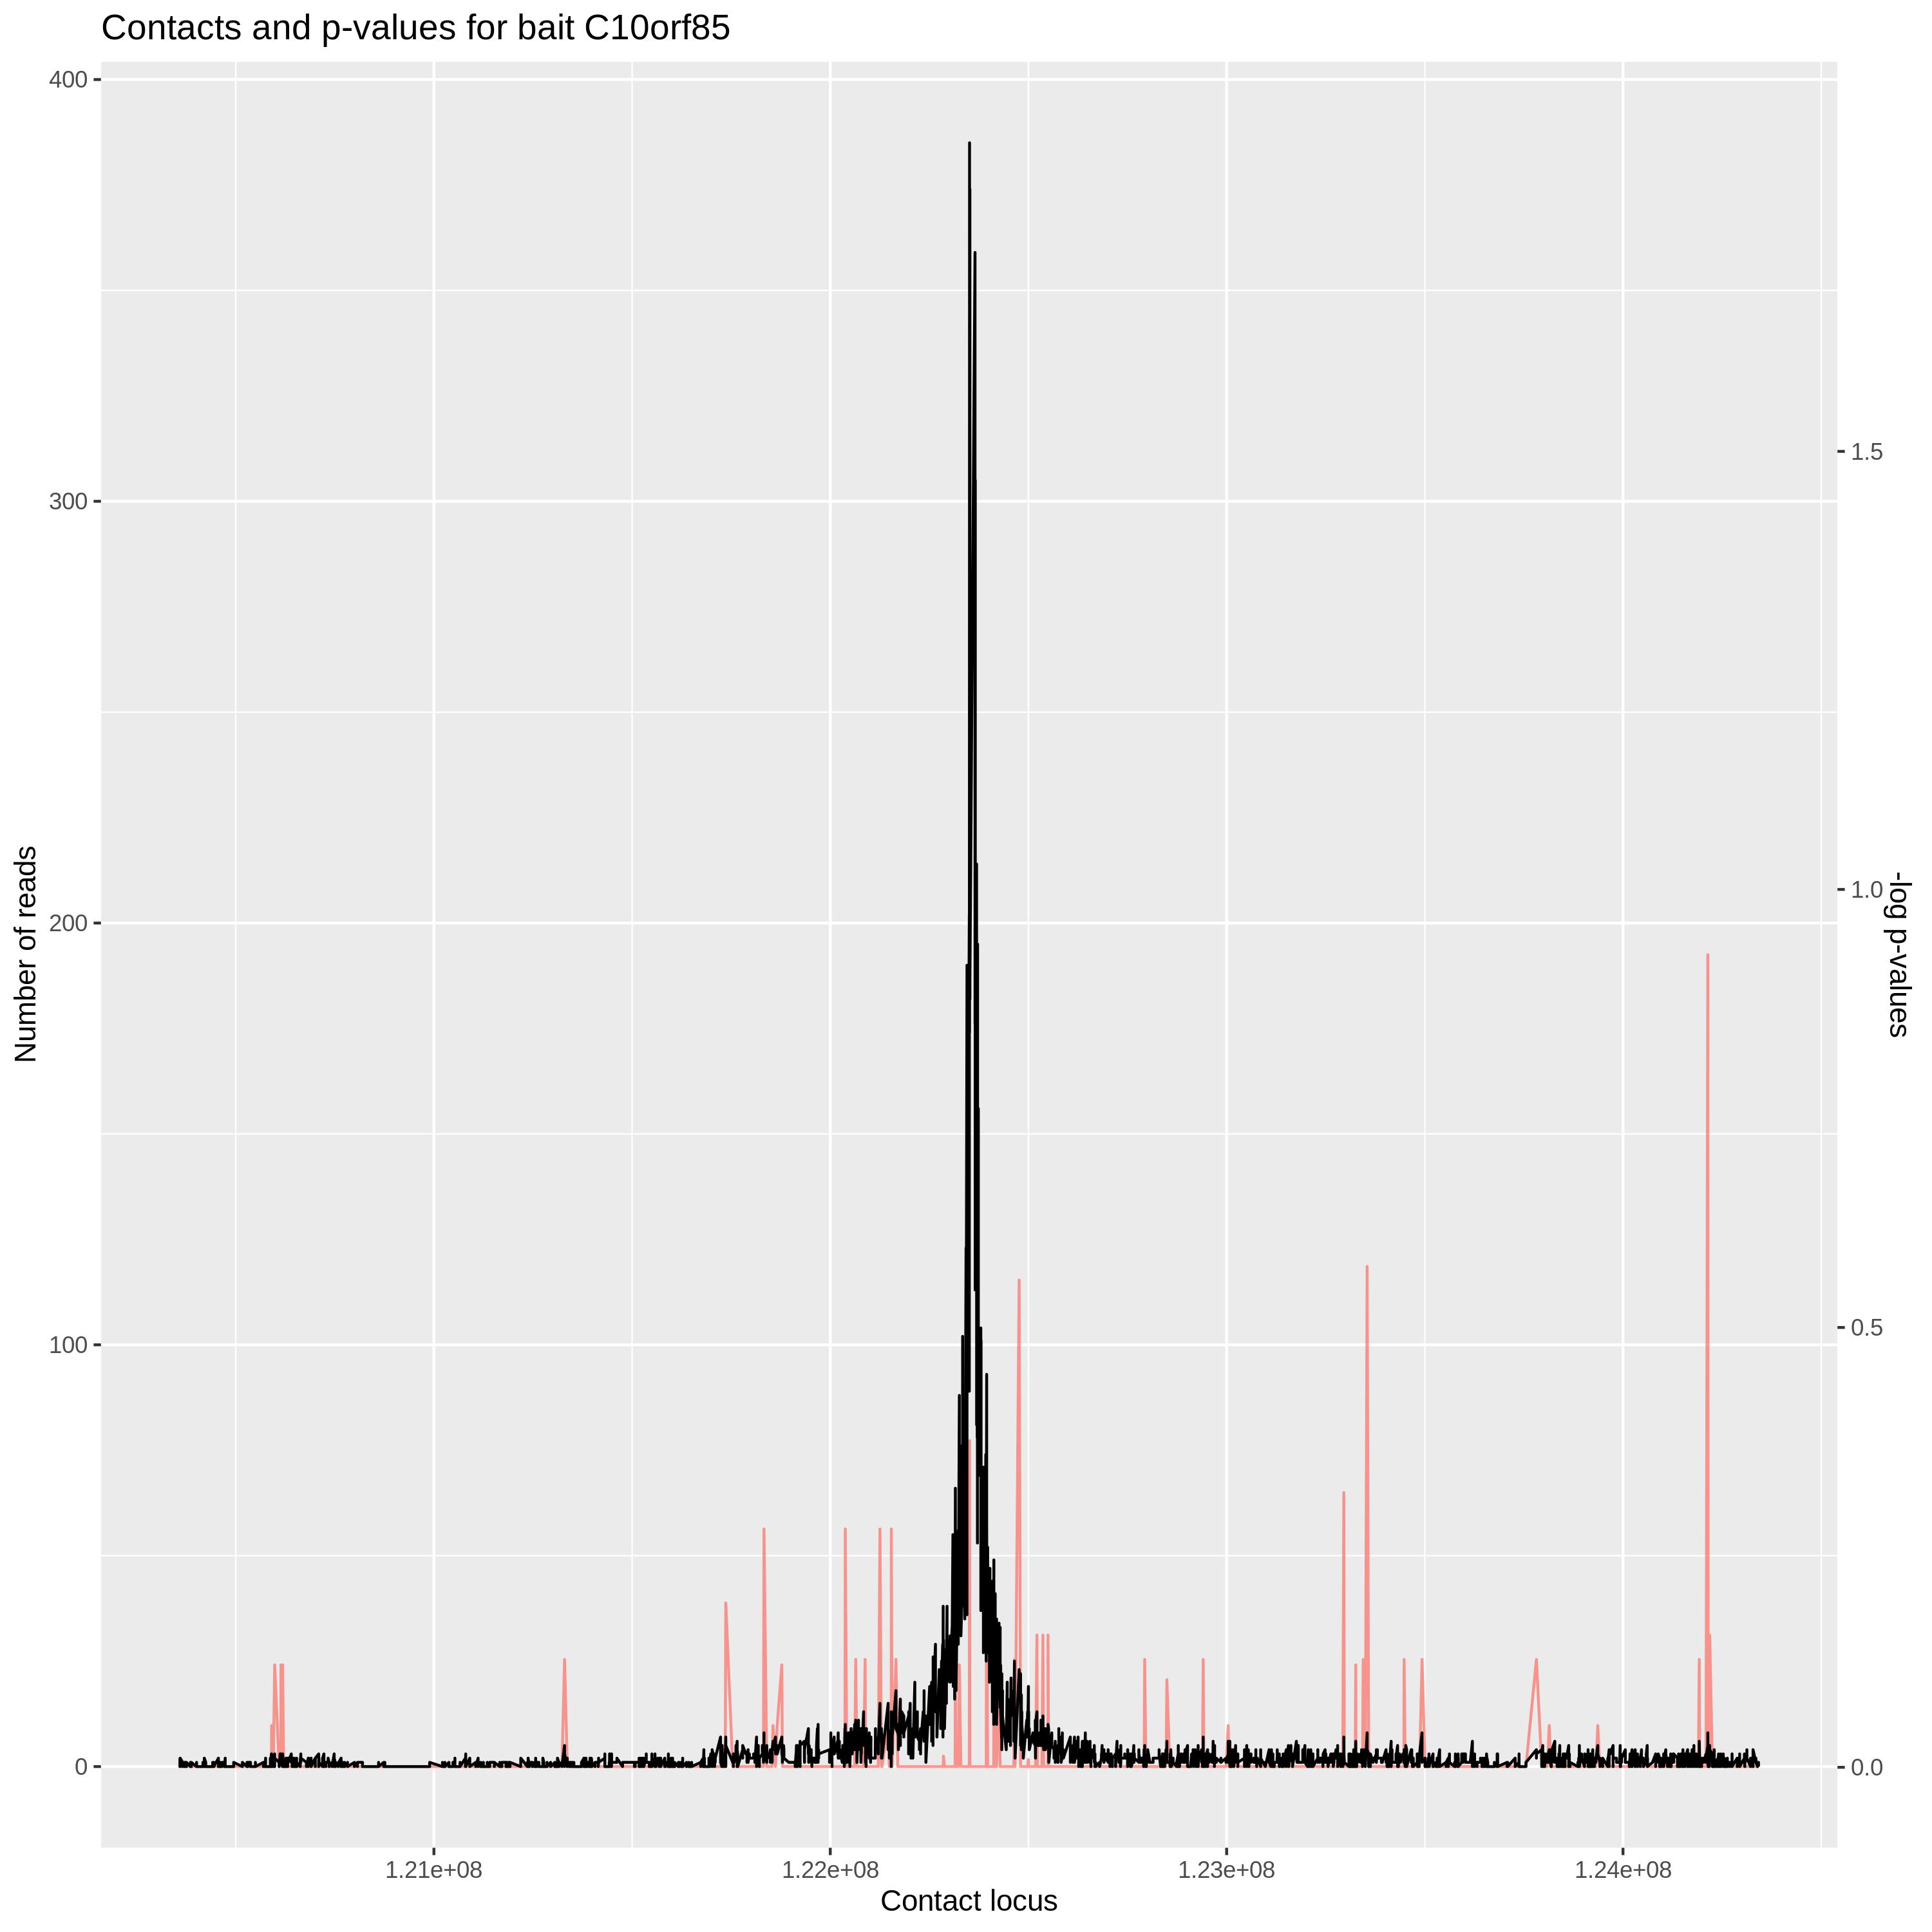 Contacts and p-values for bait C10orf85
400
300
200
100
0
Number of reads
1.5
1.0
0.5
0.0
-log p-values
1.21e+08
1.22e+08
1.23e+08
1.24e+08
Contact locus